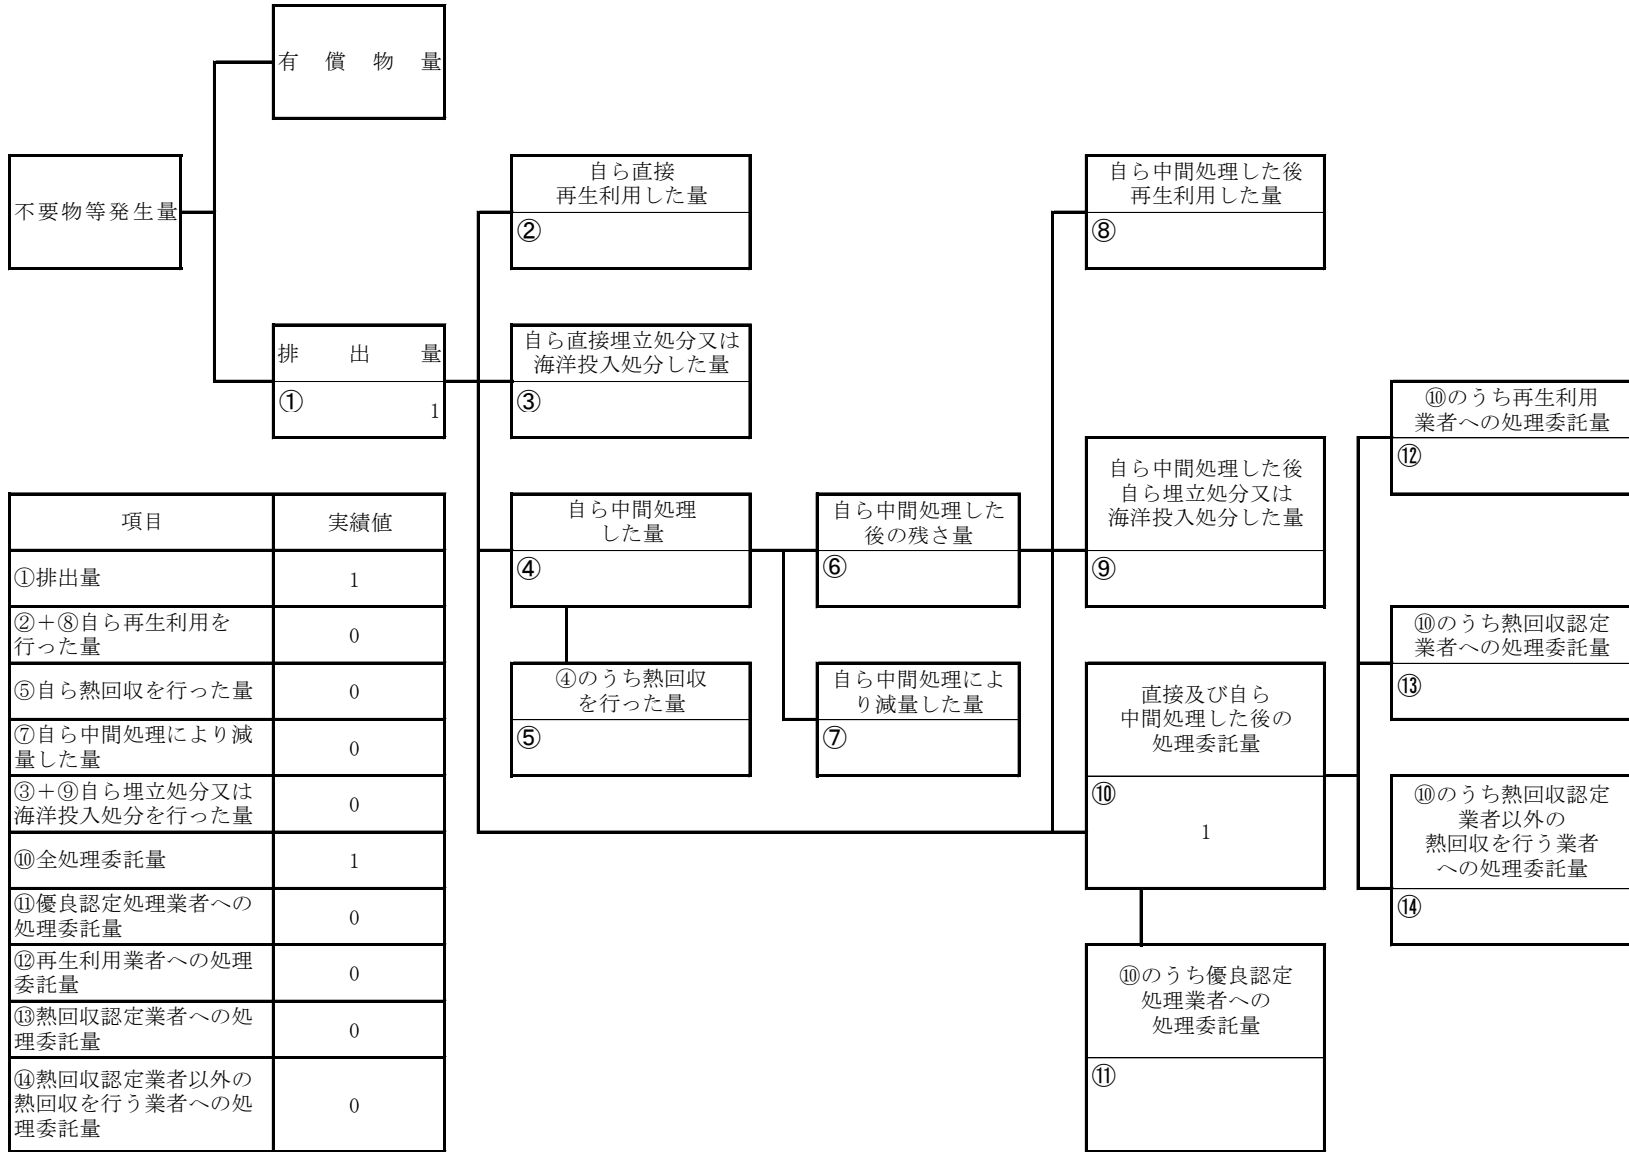 有償物量
不要物等発生量
排出量
①
1
自ら直接
再生利用した量
②
自ら直接埋立処分又は
海洋投入処分した量
③
自ら中間処理
した量
④
④のうち熱回収
を行った量
⑤
自ら中間処理した
後の残さ量
⑥
自ら中間処理によ
り減量した量
⑦
自ら中間処理した後
再生利用した量
⑧
自ら中間処理した後
自ら埋立処分又は
海洋投入処分した量
⑨
直接及び自ら
中間処理した後の
処理委託量
⑩
1
⑩のうち優良認定
処理業者への
処理委託量
⑪
⑩のうち再生利用
業者への処理委託量
⑫
⑩のうち熱回収認定
業者への処理委託量
⑬
⑩のうち熱回収認定
業者以外の
熱回収を行う業者
への処理委託量
⑭
項目 実績値
①排出量 1
②＋⑧自ら再生利用を
行った量 0
⑤自ら熱回収を行った量 0
⑦自ら中間処理により減
量した量 0
③＋⑨自ら埋立処分又は
海洋投入処分を行った量 0
⑩全処理委託量 1
⑪優良認定処理業者への
処理委託量 0
⑫再生利用業者への処理
委託量 0
⑬熱回収認定業者への処
理委託量 0
⑭熱回収認定業者以外の
熱回収を行う業者への処 0
理委託量